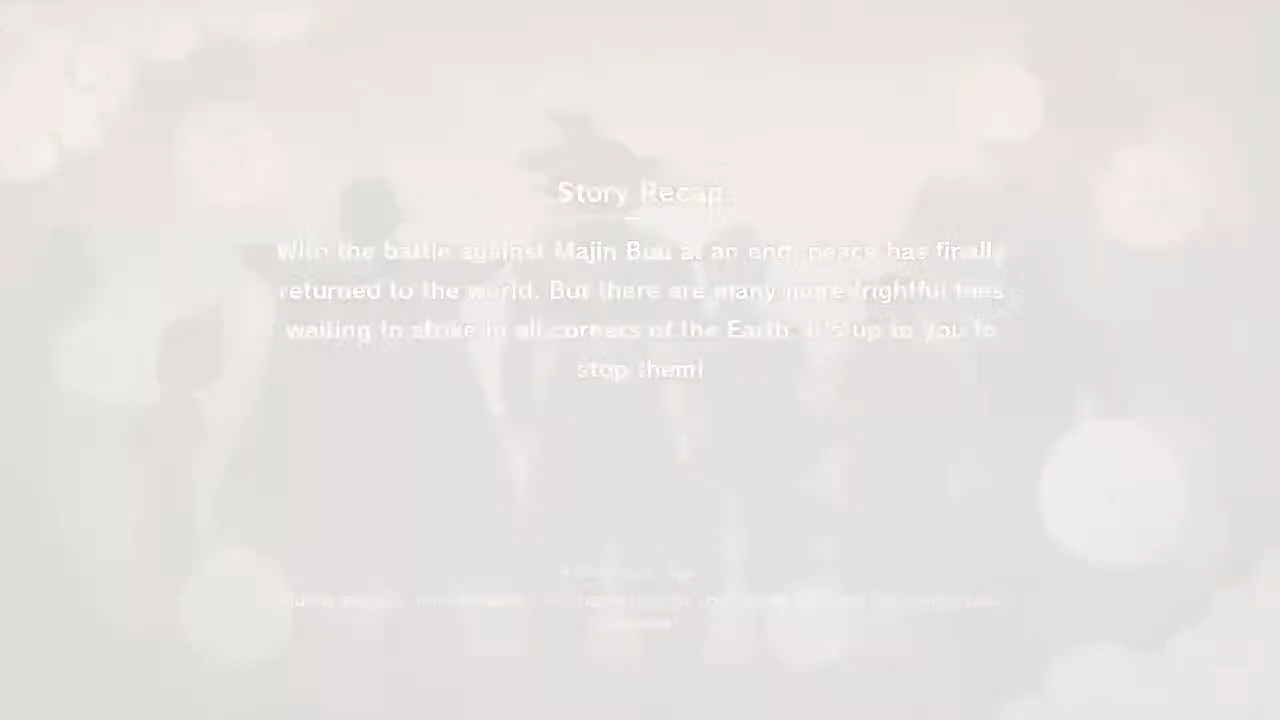 Story Recap
With the battle against Majin Buu at an end, peace has finally
returned to the world. But there are many more frightful foes
waiting to strike in all corners of the Earth. It's up to you to
stop them!